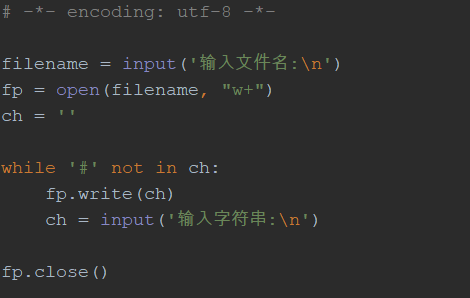 # -*- encoding: utf-8 -*-
filename = input('输入文件名:\n')
fp = open(filename, "w+")
ch = ''
while '#' not in ch:
    fp.write(ch)
    ch = input('输入字符串:\n')
fp.close()